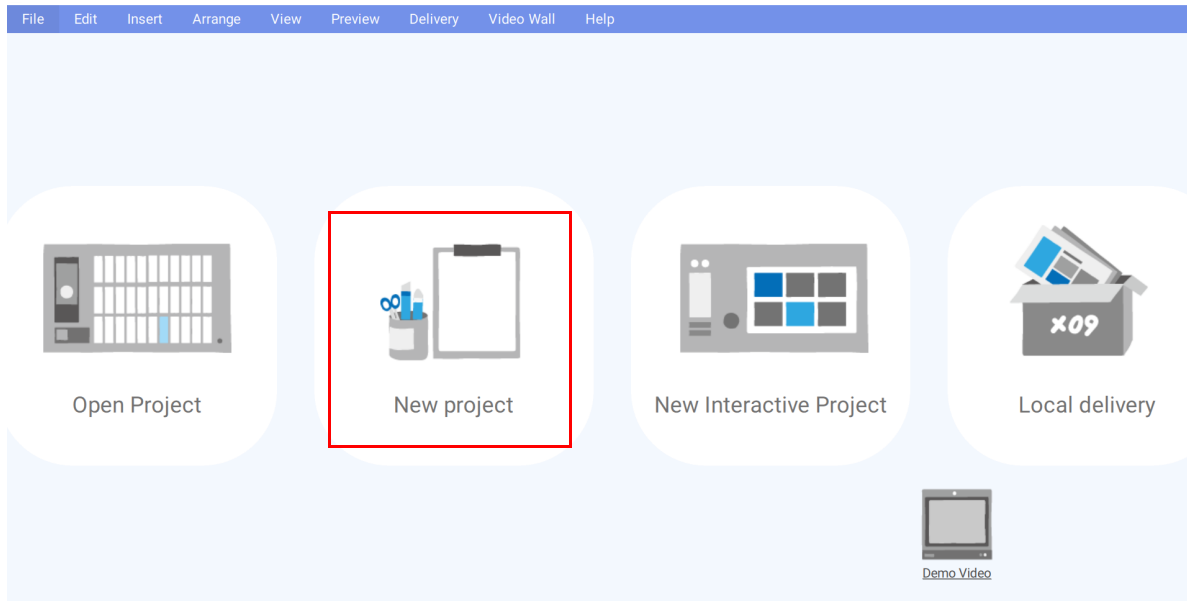 File Edit Insert Arrange View Preview Delivery Video Wall Help
x09
Open Project
New project
New Interactive Project
Local delivery
Demo Video